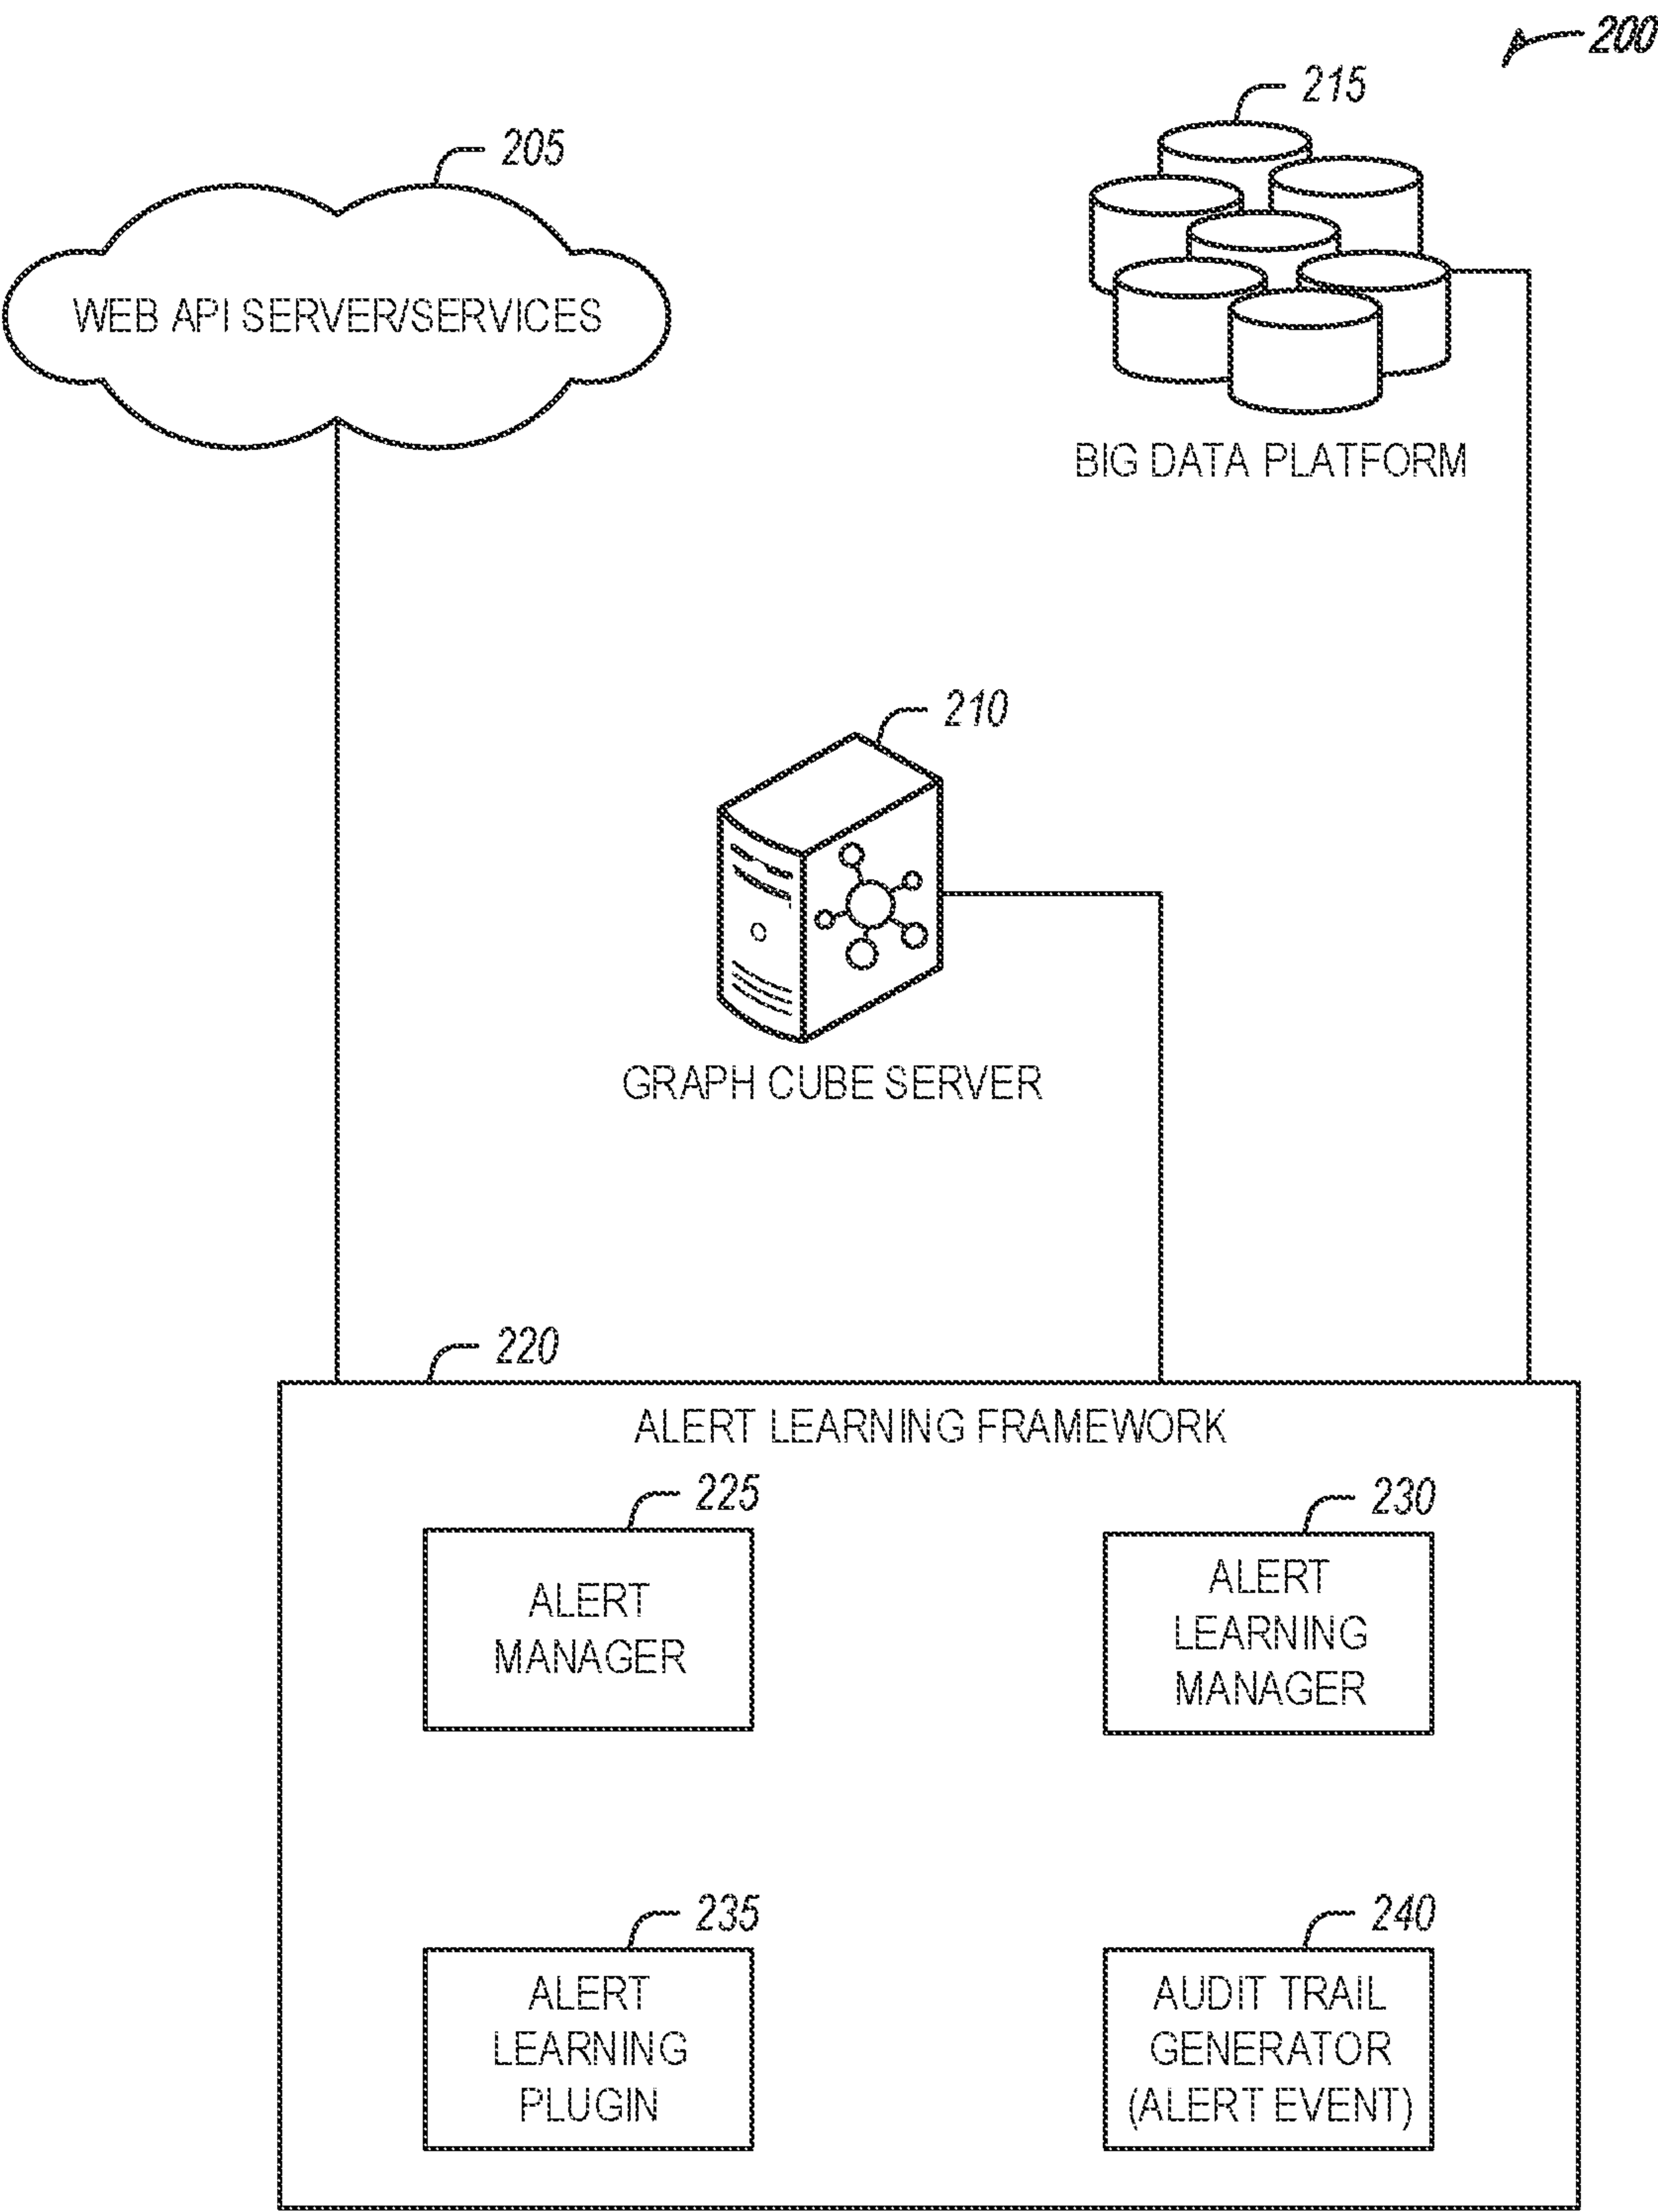 200
215
205
WEB API SERVER/SERVICES
BIG DATA PLATFORM
210
GRAPH CUBE SERVER
220
ALERT LEARNING FRAMEWORK
225
ALERT
MANAGER
230
ALERT
LEARNING
MANAGER
235
ALERT
LEARNING
PLUGIN
240
AUDIT TRAIL
GENERATOR
(ALERT EVENT)